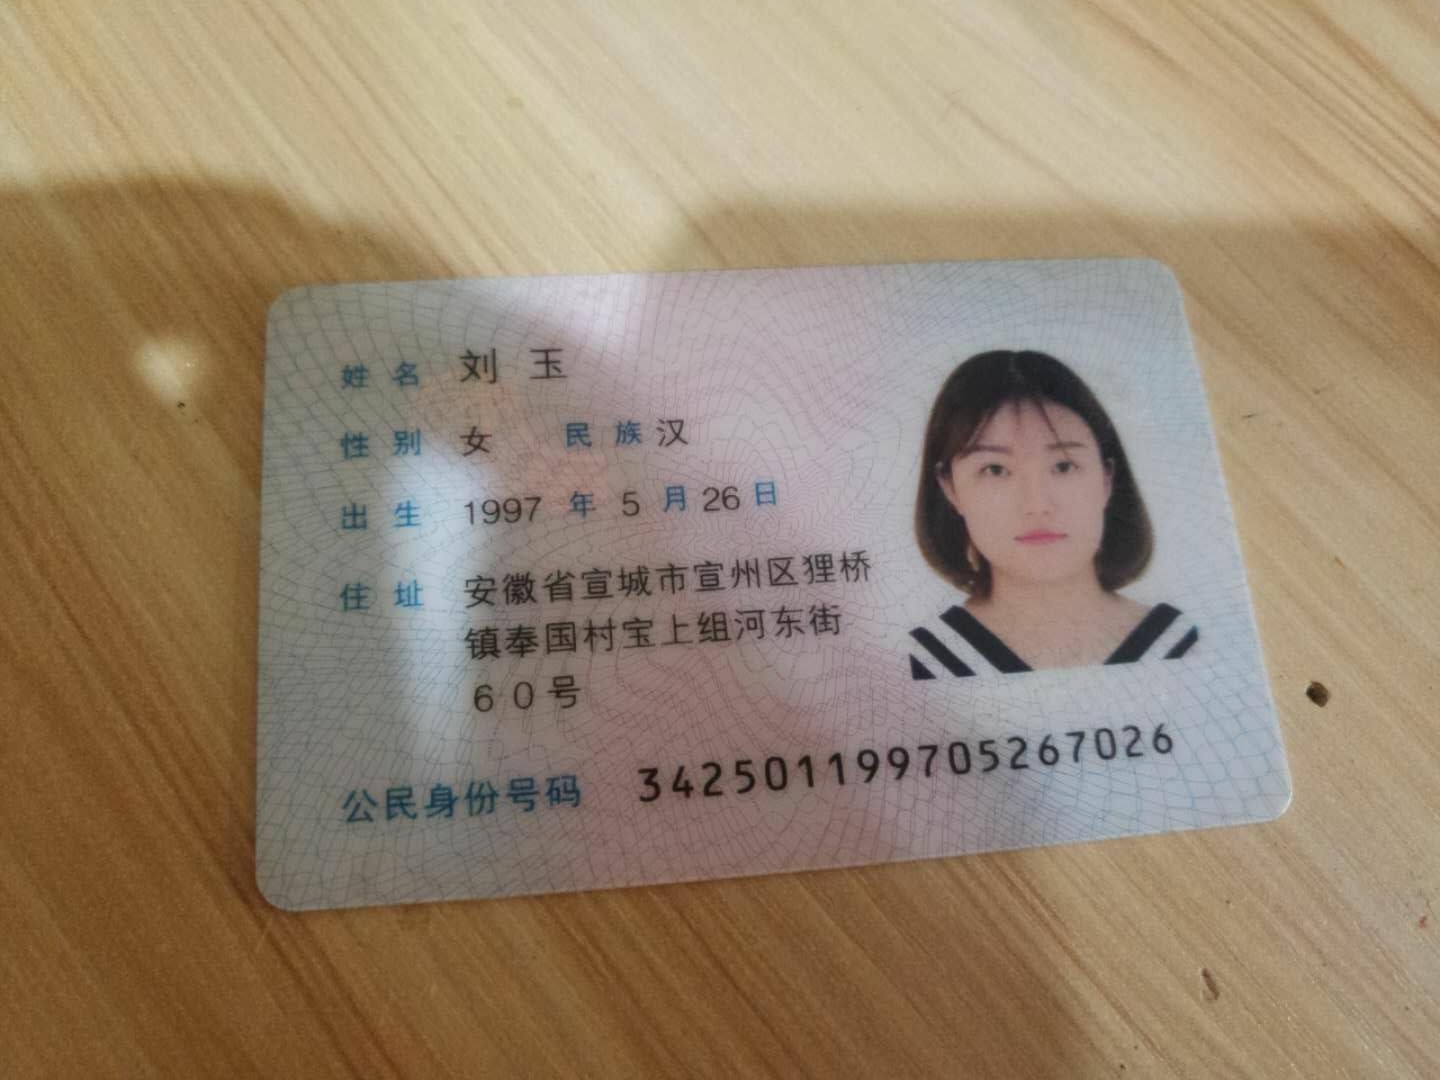 姓名 刘玉
性别 女 民族 汉
出生 1997 年 5 月 26 日
住址 安徽省宣城市宣州区狸桥
镇奉国村宝上组河东街
60号
公民身份号码 342501199705267026